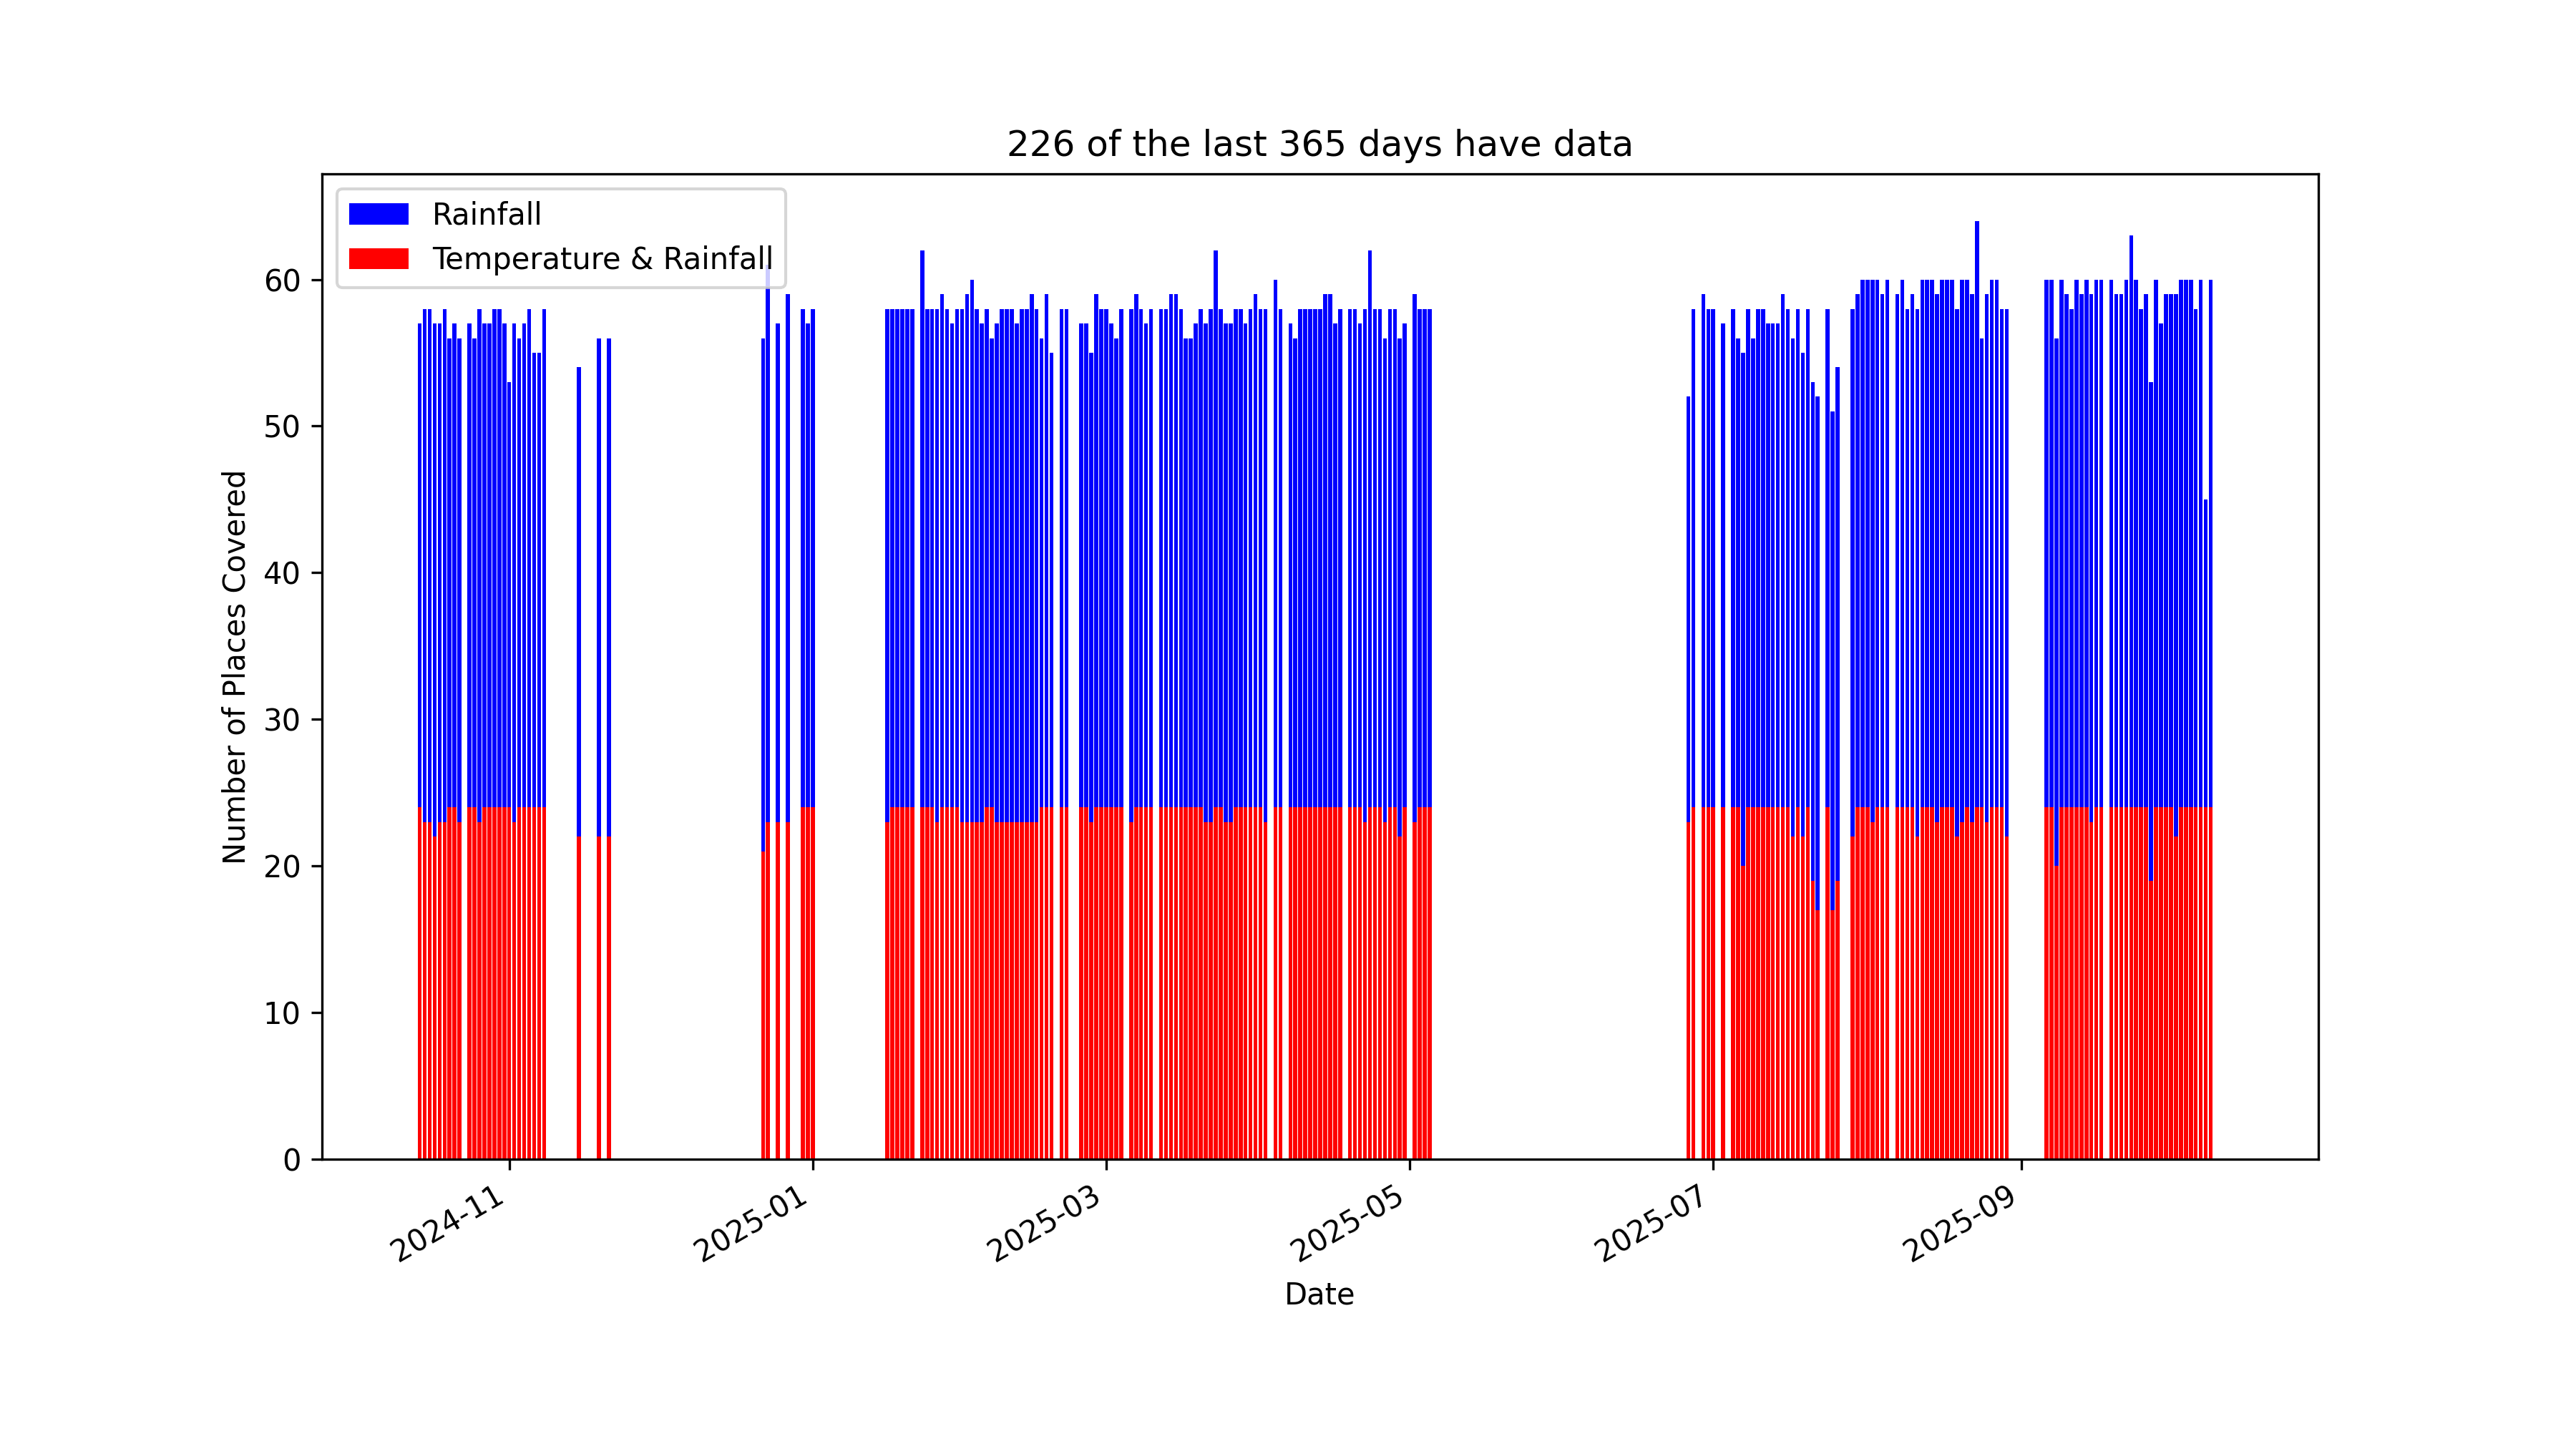 226 of the last 365 days have data
Rainfall
Temperature & Rainfall
Number of Places Covered
60
50
40
30
20
10
0
2024-11
2025-01
2025-03
2025-05
2025-07
2025-09
Date